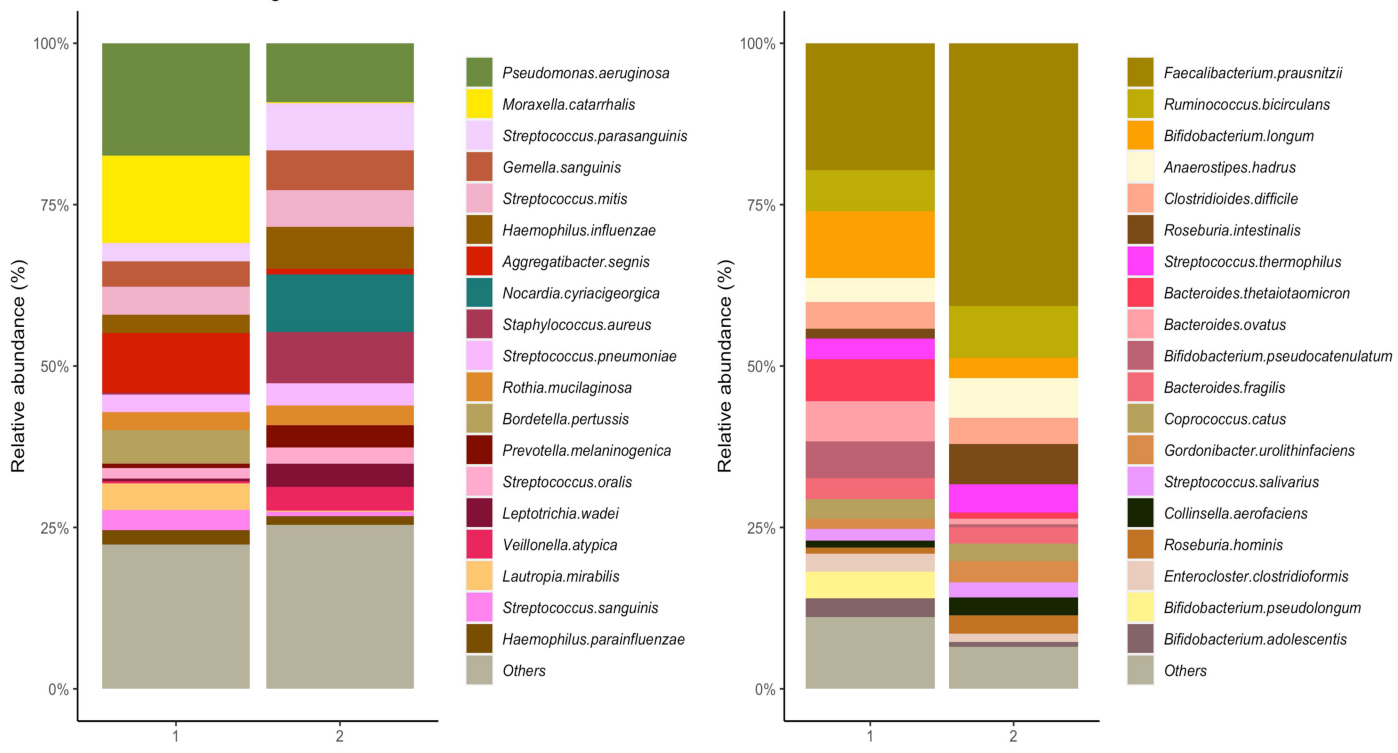 Relative abundance (%)
100%
75%
50%
25%
0%
1
2
Pseudomonas.aeruginosa
Moraxella.catarrhalis
Streptococcus.parasanguinis
Gemella.sanguinis
Streptococcus.mitis
Haemophilus.influenzae
Aggregatibacter.segnis
Nocardia.cyriacigeorgica
Staphylococcus.aureus
Streptococcus.pneumoniae
Rothia.mucilaginosa
Bordetella.pertussis
Prevotella.melaninogenica
Streptococcus.oralis
Leptotrichia.wadei
Veillonella.atypica
Lautropia.mirabilis
Streptococcus.sanguinis
Haemophilus.parainfluenzae
Others
Relative abundance (%)
100%
75%
50%
25%
0%
1
2
Faecalibacterium.prausnitzii
Ruminococcus.bicirculans
Bifidobacterium.longum
Anaerostipes.hadrus
Clostridioides.difficile
Roseburia.intestinalis
Streptococcus.thermophilus
Bacteroides.thetaiotaomicron
Bacteroides.ovatus
Bifidobacterium.pseudocatenulatum
Bacteroides.fragilis
Coprococcus.catus
Gordonibacter.urolithinfaciens
Streptococcus.salivarius
Collinsella.aerofaciens
Roseburia.hominis
Enterocloster.clostridioformis
Bifidobacterium.pseudolongum
Bifidobacterium.adolescentis
Others